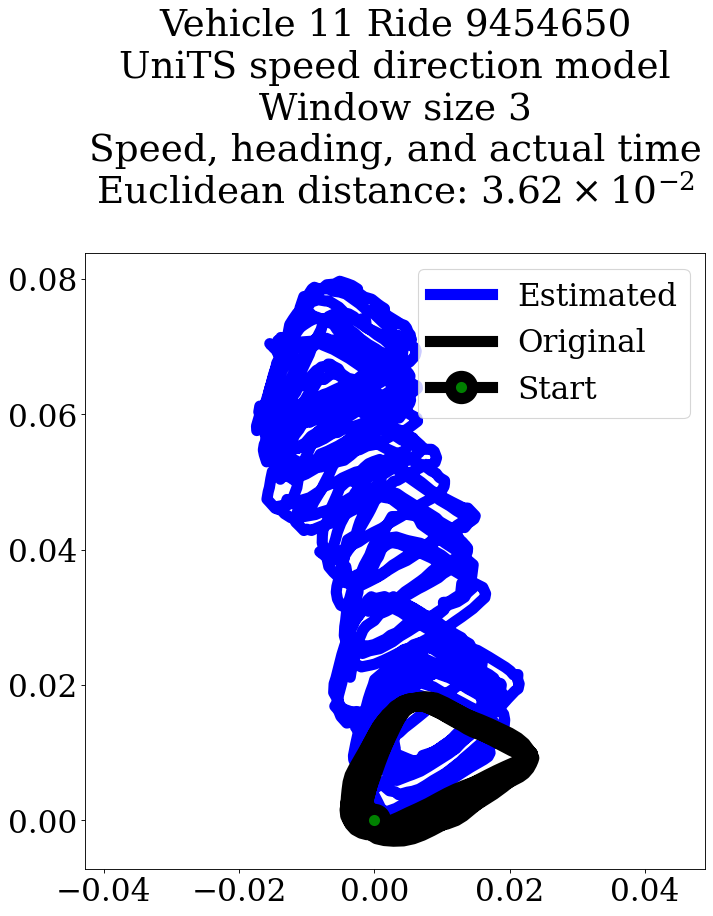 Vehicle 11 Ride 9454650
UniTS speed direction model
Window size 3
Speed, heading, and actual time
Euclidean distance: 3.62 × 10⁻²
Estimated
Original
Start
0.08
0.06
0.04
0.02
0.00
−0.04 −0.02 0.00 0.02 0.04